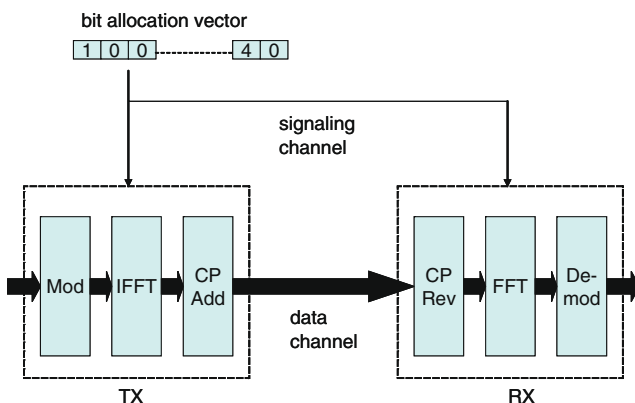 bit allocation vector
1 0 0 4 0
signaling
channel
Mod
IFFT
CP
Add
CP
Rev
FFT
De-
mod
data
channel
TX
RX